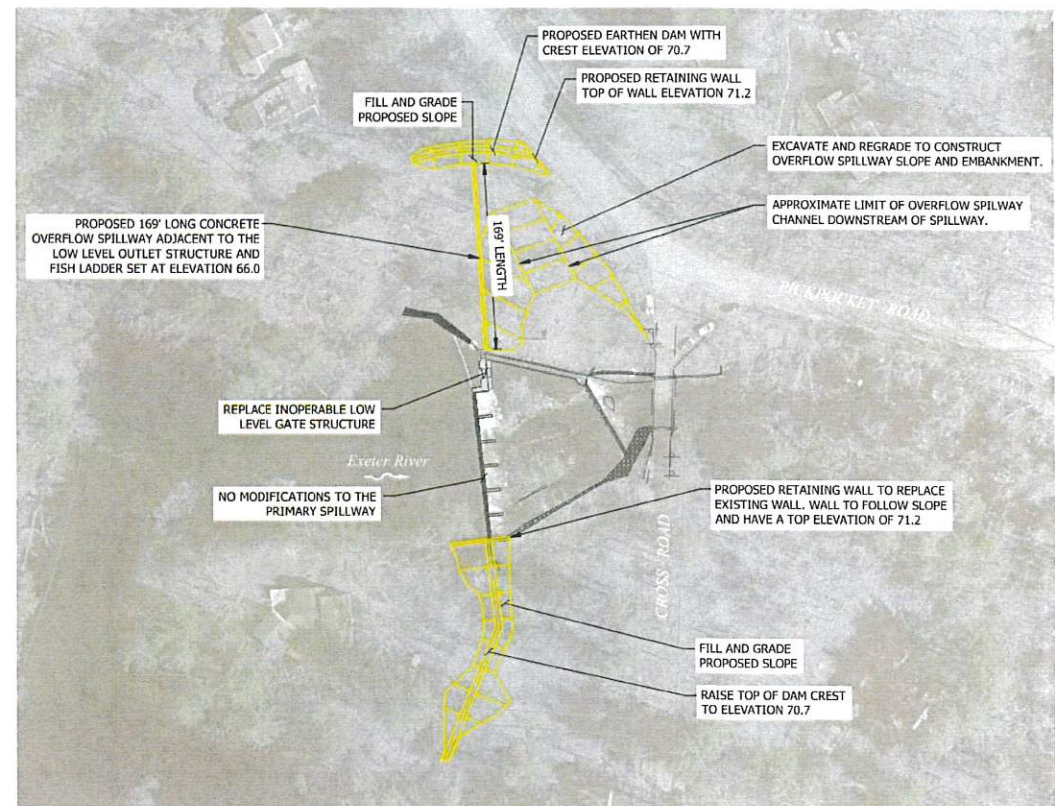 PROPOSED EARTHEN DAM WITH
CREST ELEVATION OF 70.7
PROPOSED RETAINING WALL
TOP OF WALL ELEVATION 71.2
FILL AND GRADE
PROPOSED SLOPE
EXCAVATE AND REGRADE TO CONSTRUCT
OVERFLOW SPILLWAY SLOPE AND EMBANKMENT.
APPROXIMATE LIMIT OF OVERFLOW SPILWAY
CHANNEL DOWNSTREAM OF SPILLWAY.
PROPOSED 169' LONG CONCRETE
OVERFLOW SPILLWAY ADJACENT TO THE
LOW LEVEL OUTLET STRUCTURE AND
FISH LADDER SET AT ELEVATION 66.0
169' LENGTH
PICKPOCKET ROAD
REPLACE INOPERABLE LOW
LEVEL GATE STRUCTURE
Exeter River
NO MODIFICATIONS TO THE
PRIMARY SPILLWAY
PROPOSED RETAINING WALL TO REPLACE
EXISTING WALL. WALL TO FOLLOW SLOPE
AND HAVE A TOP ELEVATION OF 71.2
CROSS ROAD
FILL AND GRADE
PROPOSED SLOPE
RAISE TOP OF DAM CREST
TO ELEVATION 70.7